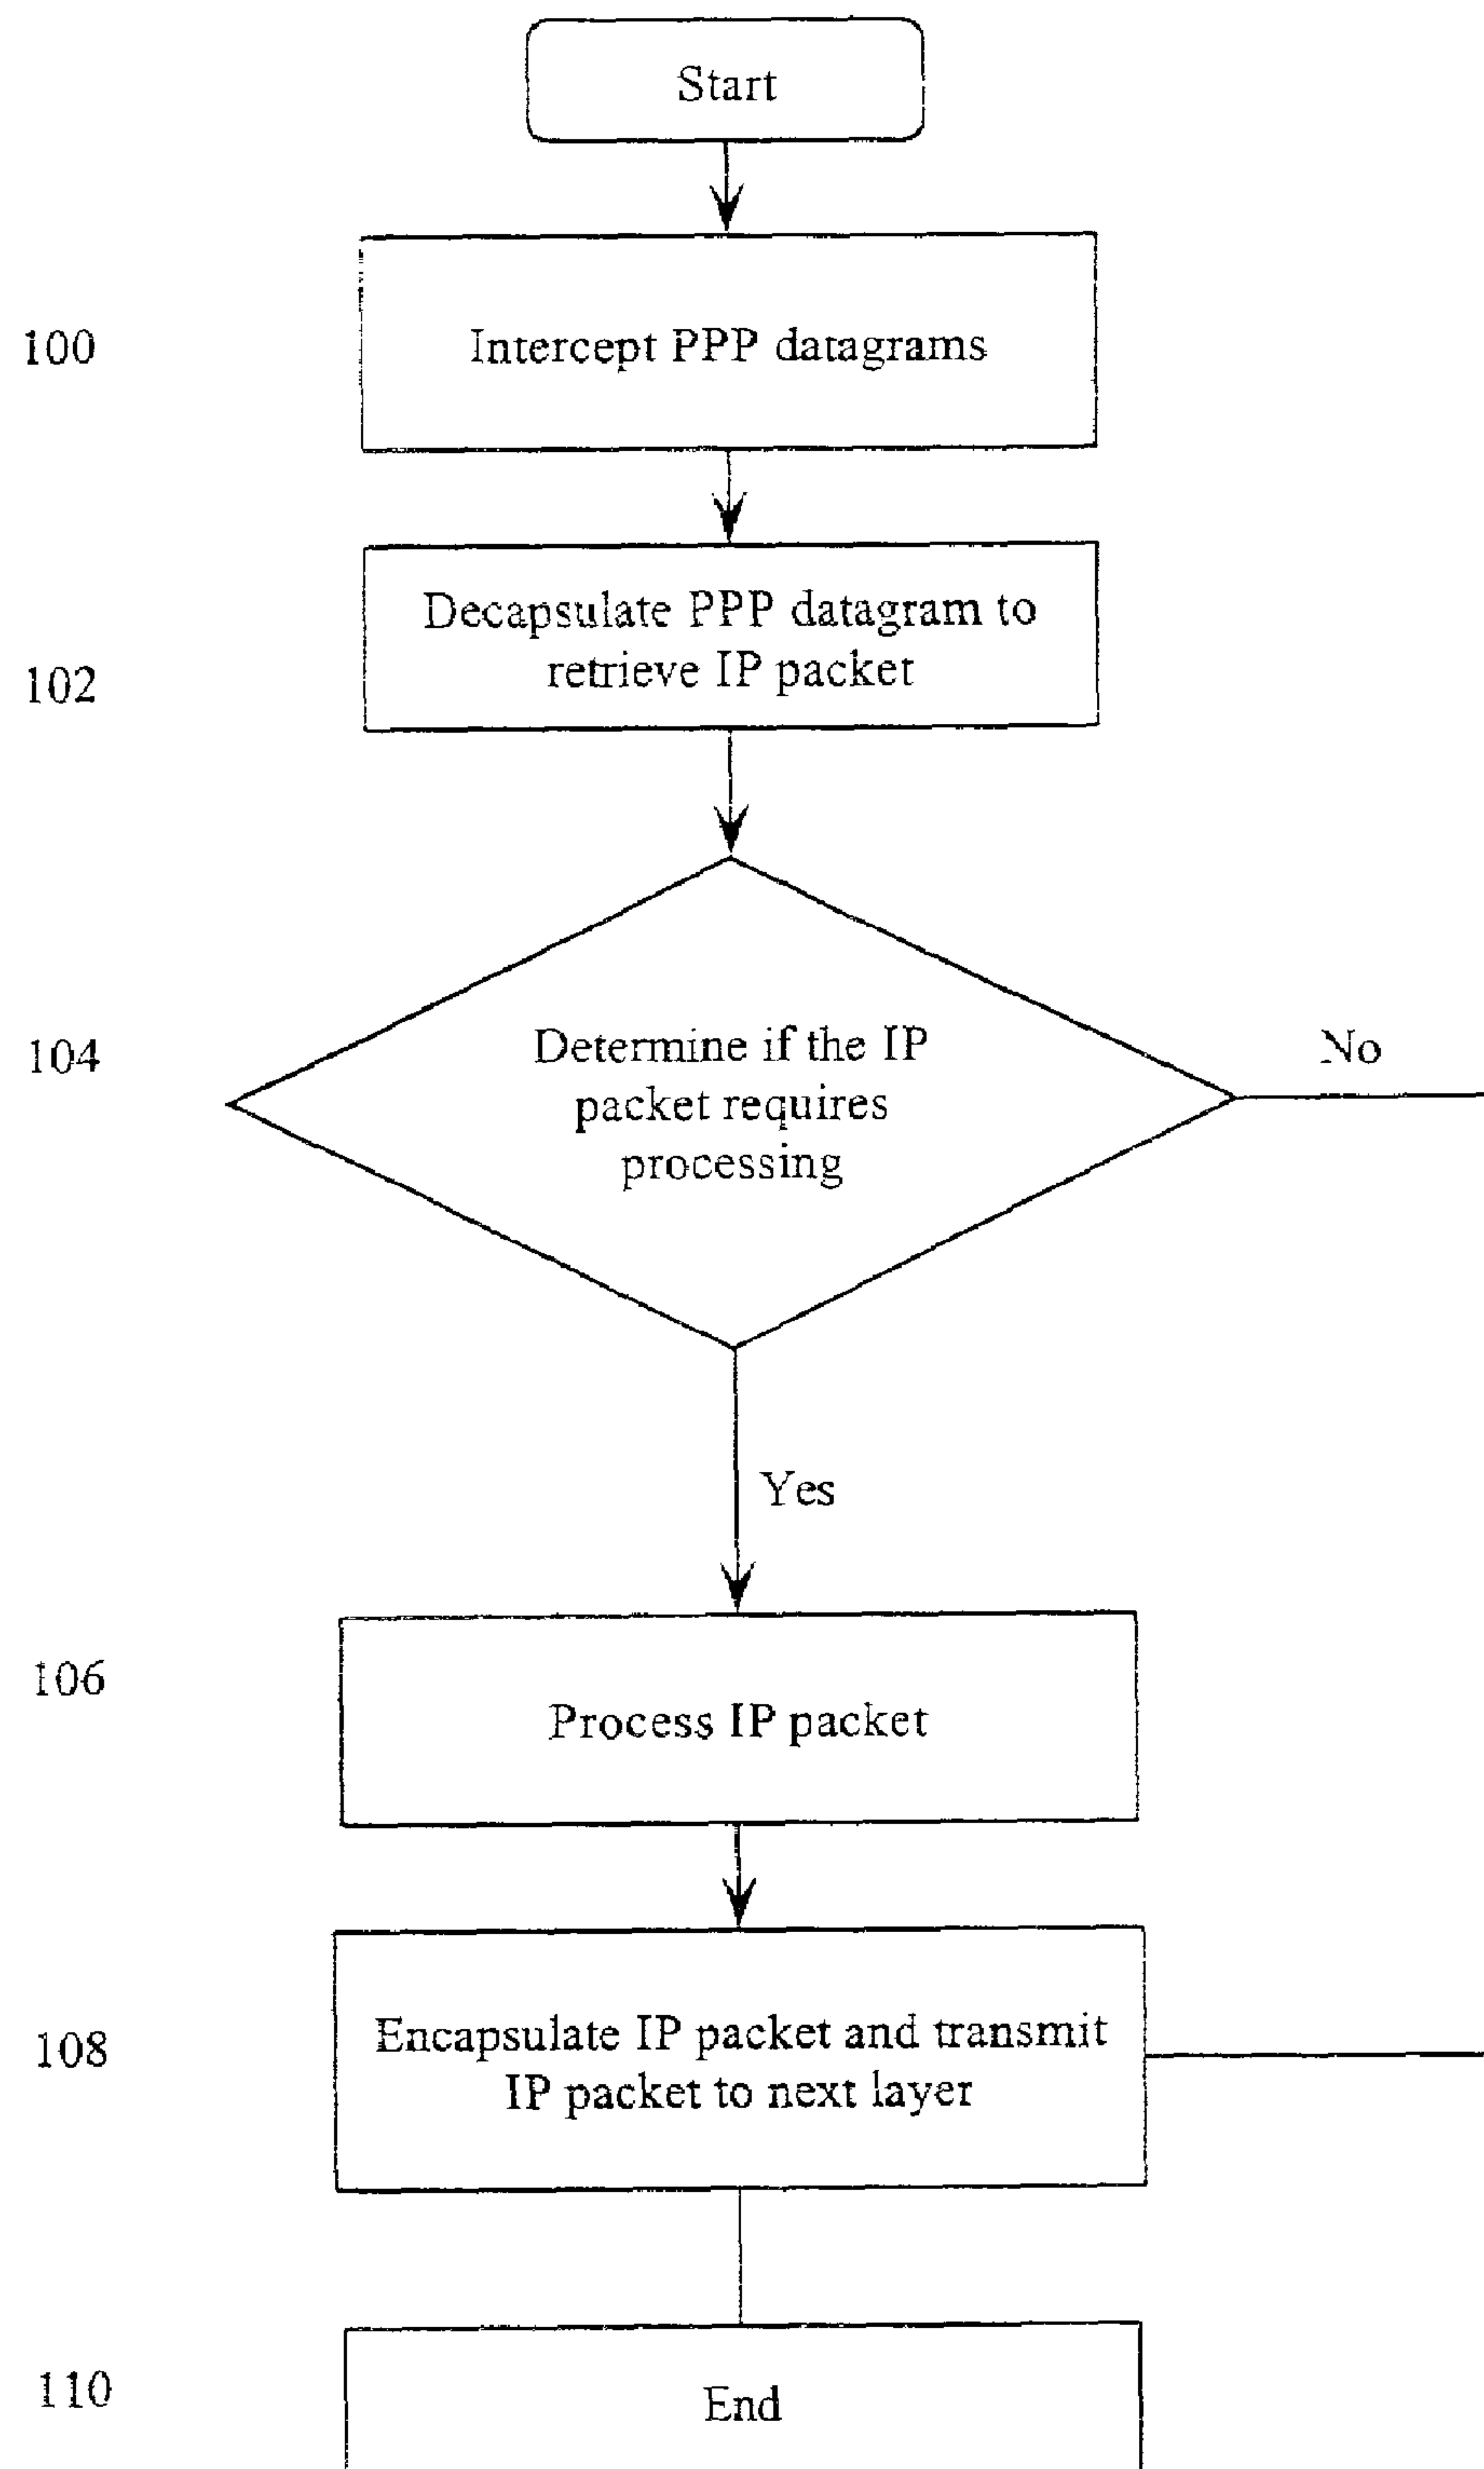 Start
100
Intercept PPP datagrams
102
Decapsulate PPP datagram to
retrieve IP packet
104
Determine if the IP
packet requires
processing
No
Yes
106
Process IP packet
108
Encapsulate IP packet and transmit
IP packet to next layer
110
End